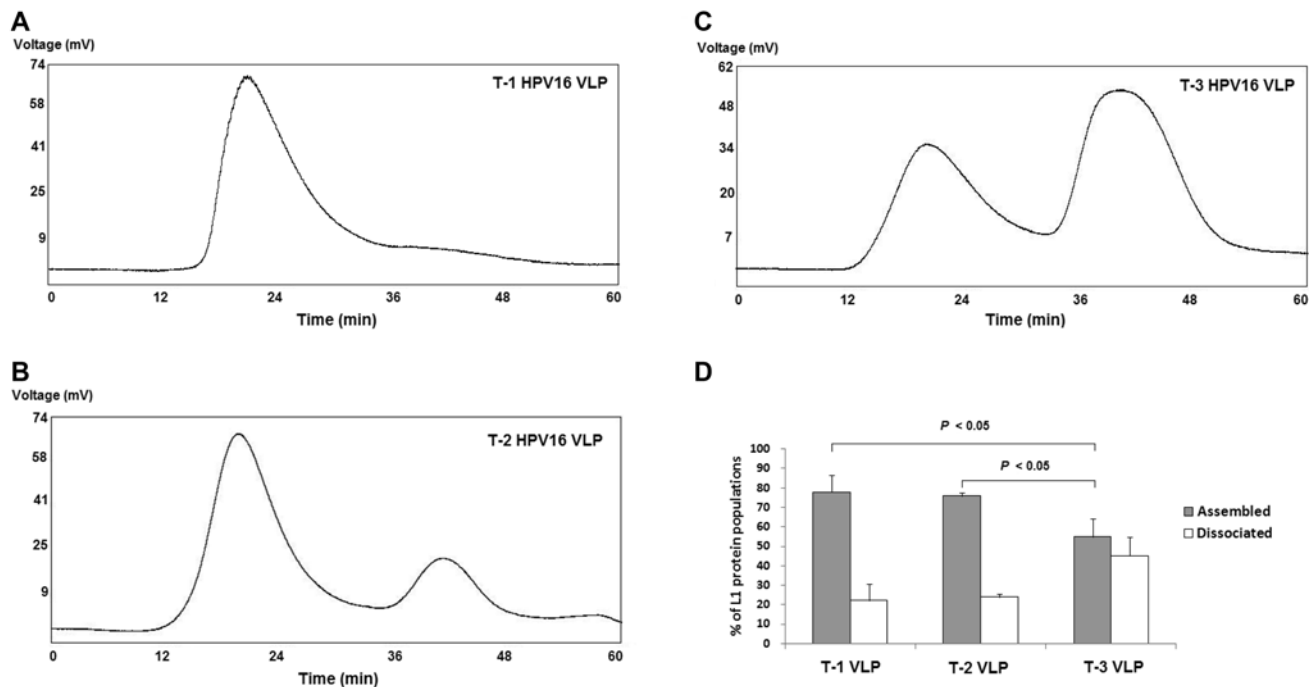 A
Voltage (mV)
74
58
41
25
9
T-1 HPV16 VLP
0 12 24 36 48 60
Time (min)
B
Voltage (mV)
74
58
41
25
9
T-2 HPV16 VLP
0 12 24 36 48 60
Time (min)
C
Voltage (mV)
62
48
34
20
7
T-3 HPV16 VLP
0 12 24 36 48 60
Time (min)
D
% of L1 protein populations
100
90
80
70
60
50
40
30
20
10
0
P < 0.05
P < 0.05
Assembled
Dissociated
T-1 VLP T-2 VLP T-3 VLP